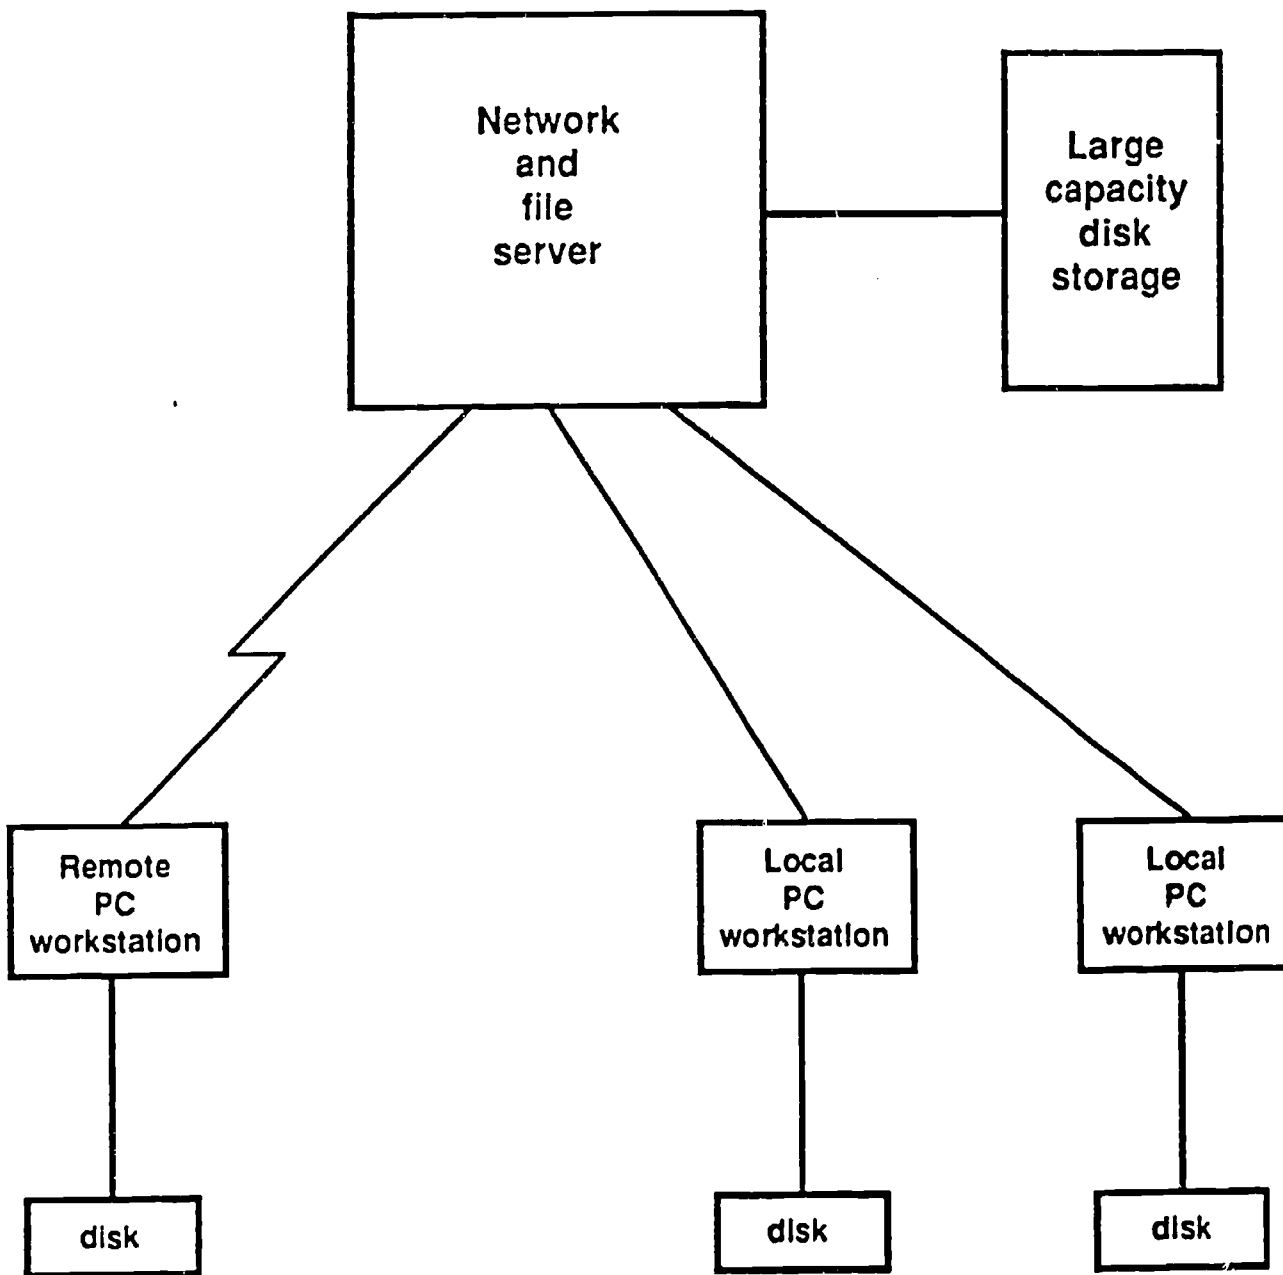 Network
and
file
server
Large
capacity
disk
storage
Remote
PC
workstation
Local
PC
workstation
Local
PC
workstation
disk
disk
disk